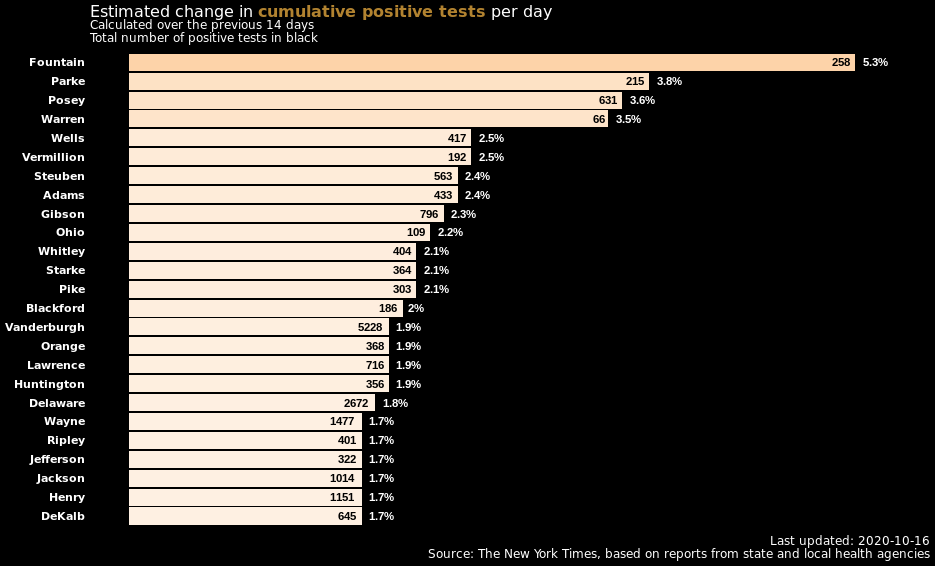 Estimated change in cumulative positive tests per day
Calculated over the previous 14 days
Total number of positive tests in black
Fountain 258 5.3%
Parke 215 3.8%
Posey 631 3.6%
Warren 66 3.5%
Wells 417 2.5%
Vermillion 192 2.5%
Steuben 563 2.4%
Adams 433 2.4%
Gibson 796 2.3%
Ohio 109 2.2%
Whitley 404 2.1%
Starke 364 2.1%
Pike 303 2.1%
Blackford 186 2%
Vanderburgh 5228 1.9%
Orange 368 1.9%
Lawrence 716 1.9%
Huntington 356 1.9%
Delaware 2672 1.8%
Wayne 1477 1.7%
Ripley 401 1.7%
Jefferson 322 1.7%
Jackson 1014 1.7%
Henry 1151 1.7%
DeKalb 645 1.7%
Last updated: 2020-10-16
Source: The New York Times, based on reports from state and local health agencies